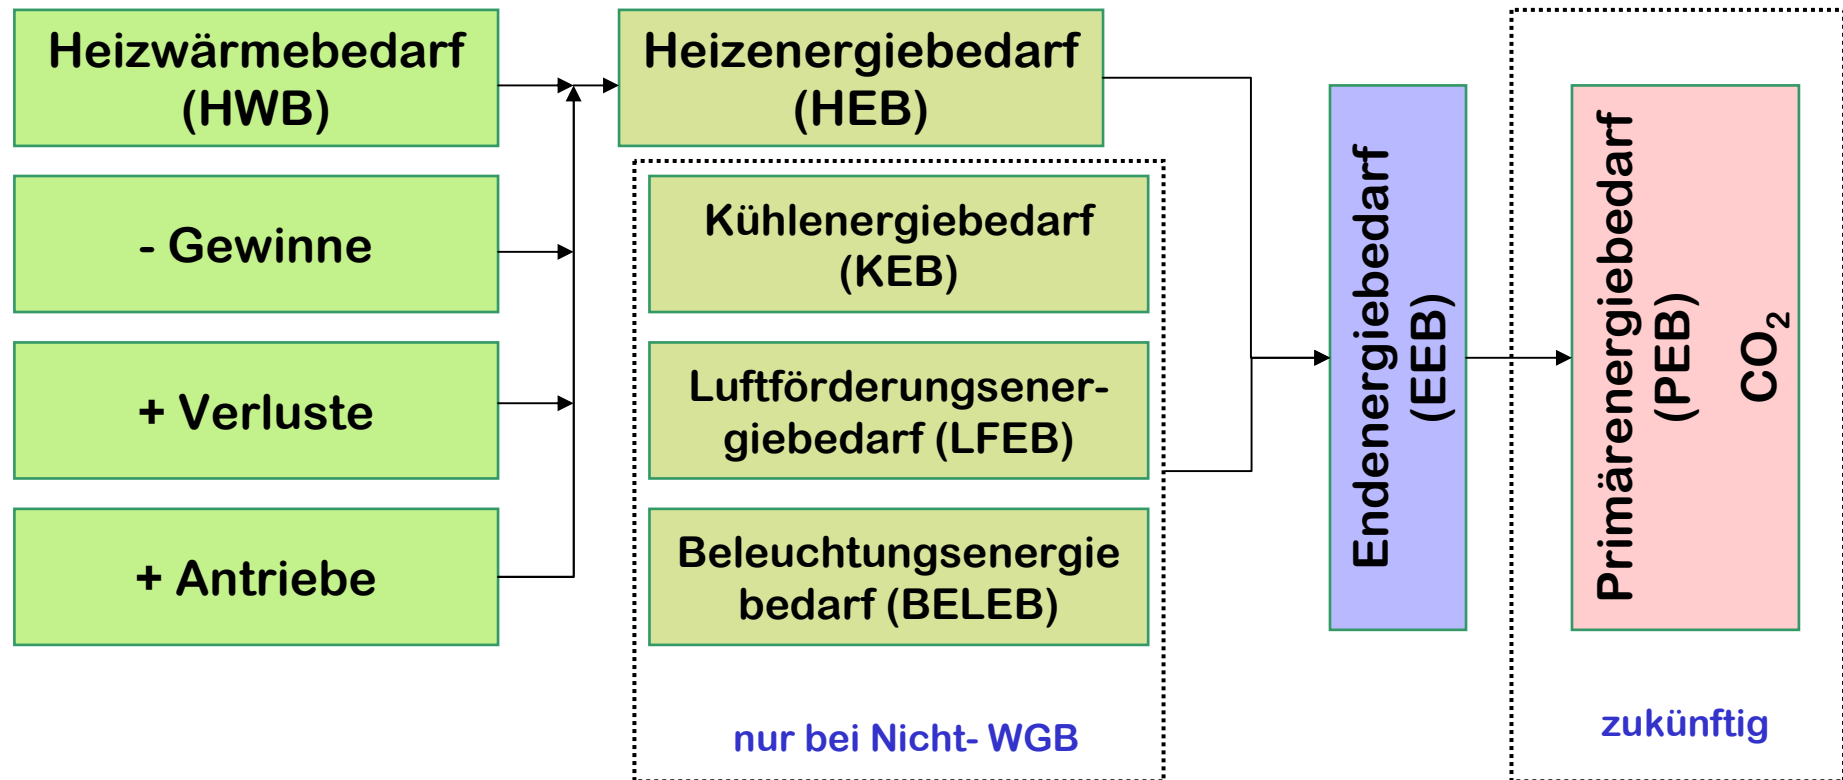 Heizwärmebedarf
(HWB)
- Gewinne
+ Verluste
+ Antriebe
Heizenergiebedarf
(HEB)
Kühlenergiebedarf
(KEB)
Luftförderungsener-
giebedarf (LFEB)
Beleuchtungsenergie
bedarf (BELEB)
nur bei Nicht- WGB
Endenergiebedarf
(EEB)
Primärenergiebedarf
(PEB)
CO₂
zukünftig